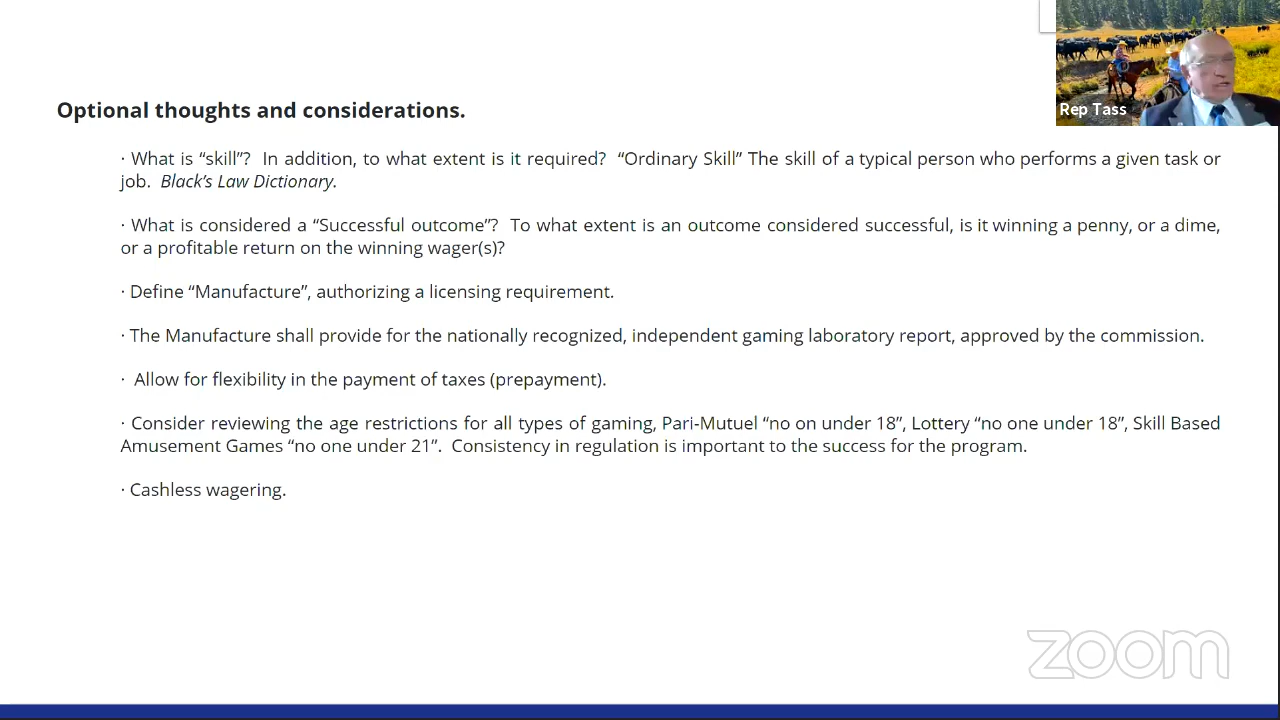 Rep Tass
Optional thoughts and considerations.
· What is “skill”?  In addition, to what extent is it required?  “Ordinary Skill” The skill of a typical person who performs a given task or
job.  Black’s Law Dictionary.
· What is considered a “Successful outcome”?  To what extent is an outcome considered successful, is it winning a penny, or a dime,
or a profitable return on the winning wager(s)?
· Define “Manufacture”, authorizing a licensing requirement.
· The Manufacture shall provide for the nationally recognized, independent gaming laboratory report, approved by the commission.
·  Allow for flexibility in the payment of taxes (prepayment).
· Consider reviewing the age restrictions for all types of gaming, Pari-Mutuel “no on under 18”, Lottery “no one under 18”, Skill Based
Amusement Games “no one under 21”.  Consistency in regulation is important to the success for the program.
· Cashless wagering.
zoom